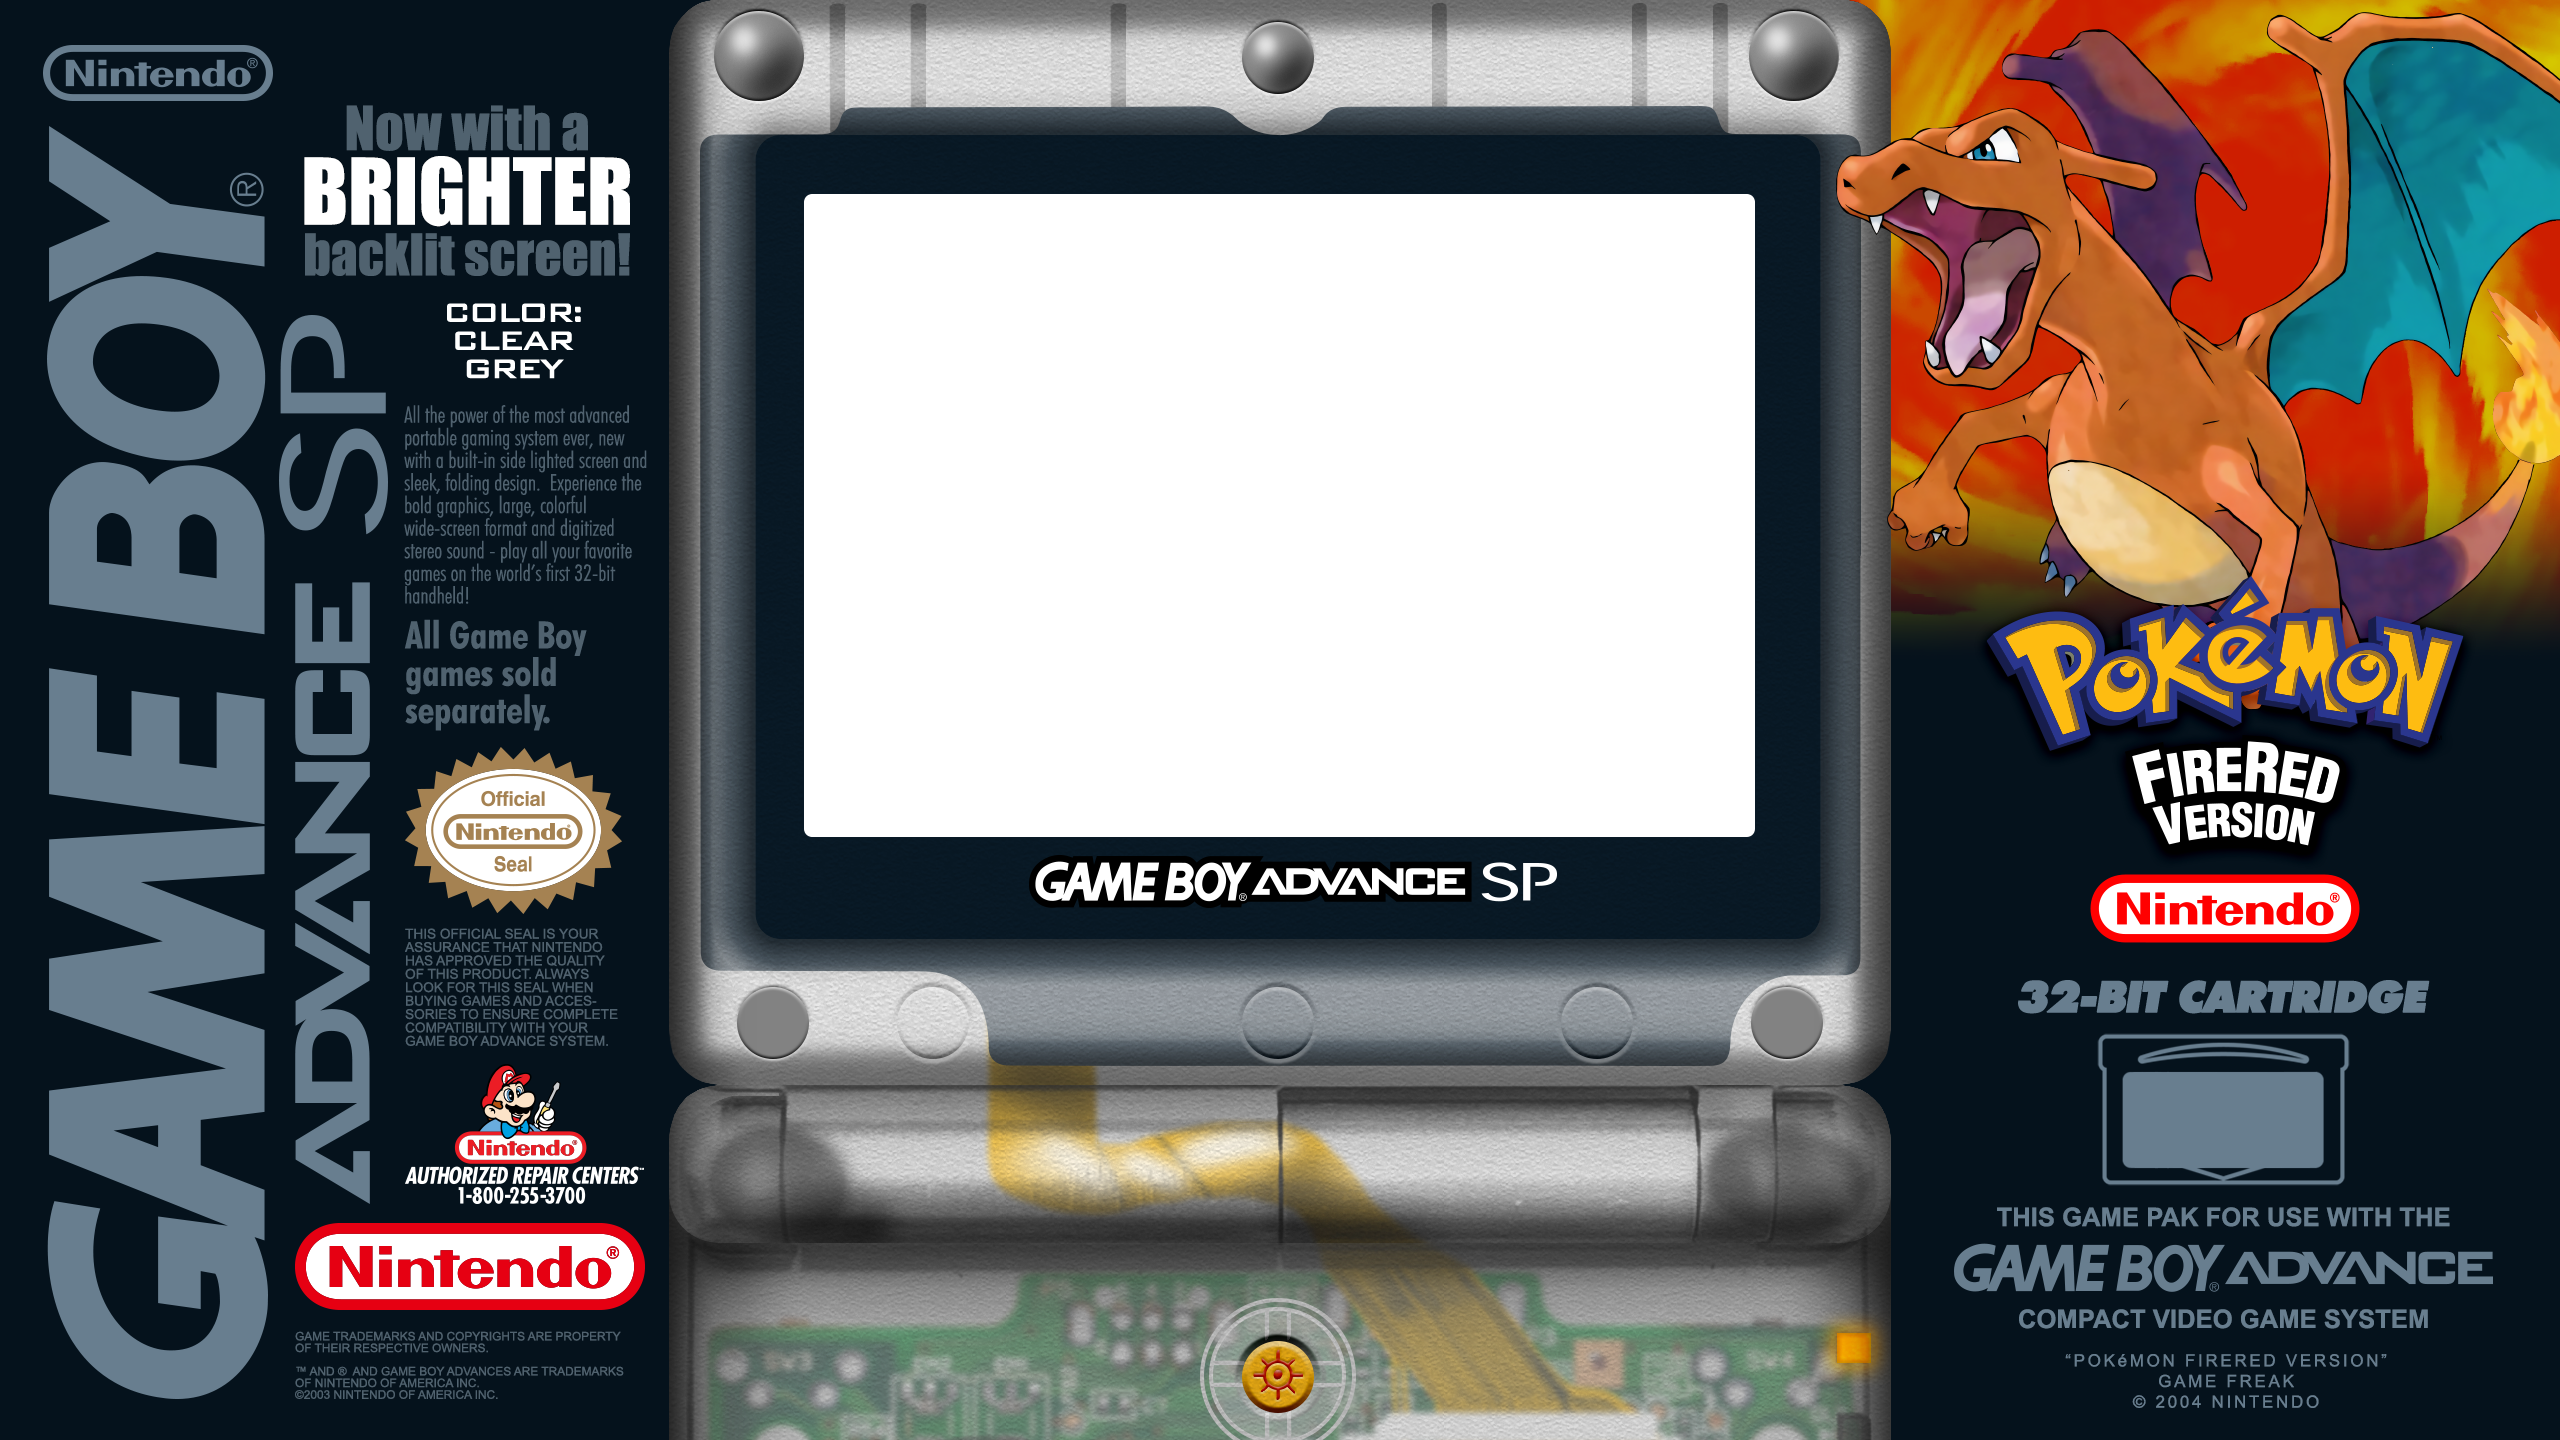 Nintendo®
GAME BOY®
ADVANCE SP
Now with a
BRIGHTER
backlit screen!
COLOR:
CLEAR
GREY
All the power of the most advanced
portable gaming system ever, new
with a built-in side lighted screen and
sleek, folding design. Experience the
bold graphics, large, colorful
wide-screen format and digitized
stereo sound - play all your favorite
games on the world's first 32-bit
handheld!
All Game Boy
games sold
separately.
Official
Nintendo®
Seal
THIS OFFICIAL SEAL IS YOUR
ASSURANCE THAT NINTENDO
HAS APPROVED THE QUALITY
OF THIS PRODUCT. ALWAYS
LOOK FOR THIS SEAL WHEN
BUYING GAMES AND ACCES-
SORIES TO ENSURE COMPLETE
COMPATIBILITY WITH YOUR
GAME BOY ADVANCE SYSTEM.
M
Nintendo®
AUTHORIZED REPAIR CENTERS™
1-800-255-3700
Nintendo®
GAME TRADEMARKS AND COPYRIGHTS ARE PROPERTY
OF THEIR RESPECTIVE OWNERS.
™ AND ® AND GAME BOY ADVANCES ARE TRADEMARKS
OF NINTENDO OF AMERICA INC.
©2003 NINTENDO OF AMERICA INC.
GAME BOY® ADVANCE SP
POKéMON
FIRERED
VERSION
Nintendo®
32-BIT CARTRIDGE
THIS GAME PAK FOR USE WITH THE
GAME BOY® ADVANCE
COMPACT VIDEO GAME SYSTEM
“POKéMON FIRERED VERSION”
GAME FREAK
© 2004 NINTENDO